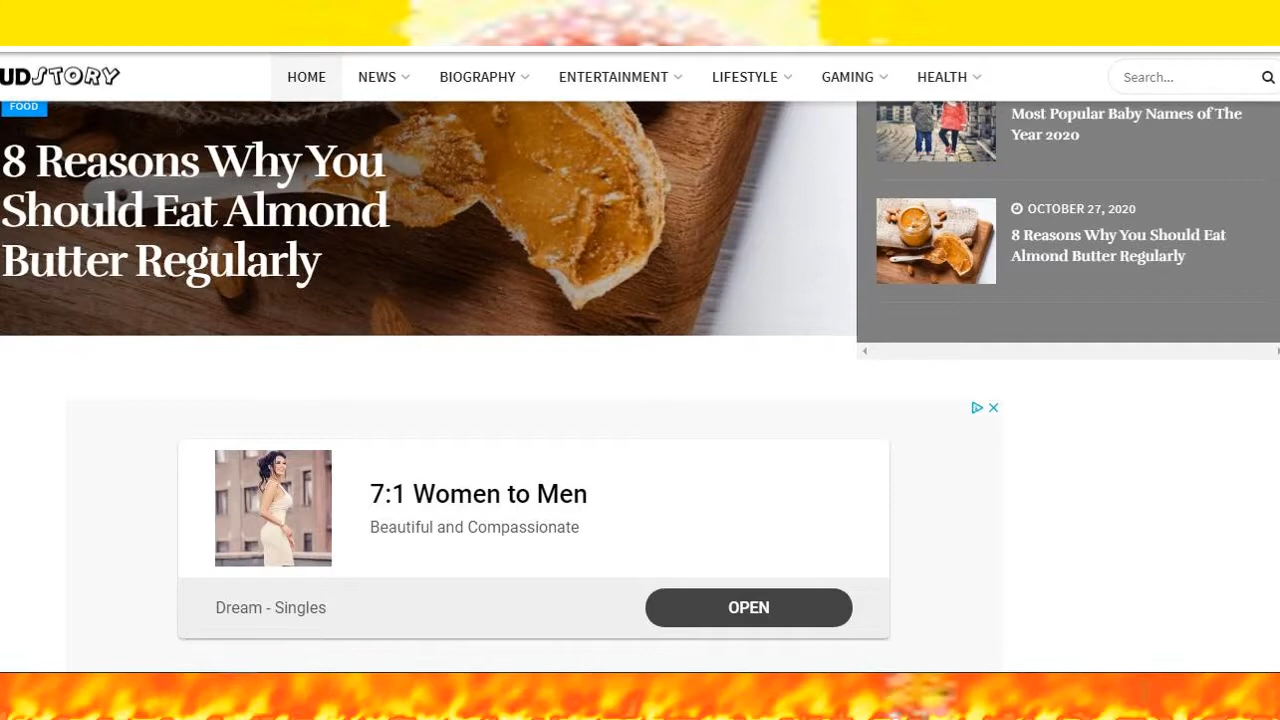 UDSTORY
HOME
NEWS
BIOGRAPHY
ENTERTAINMENT
LIFESTYLE
GAMING
HEALTH
Search...
FOOD
8 Reasons Why You
Should Eat Almond
Butter Regularly
Most Popular Baby Names of The
Year 2020
OCTOBER 27, 2020
8 Reasons Why You Should Eat
Almond Butter Regularly
7:1 Women to Men
Beautiful and Compassionate
Dream - Singles
OPEN